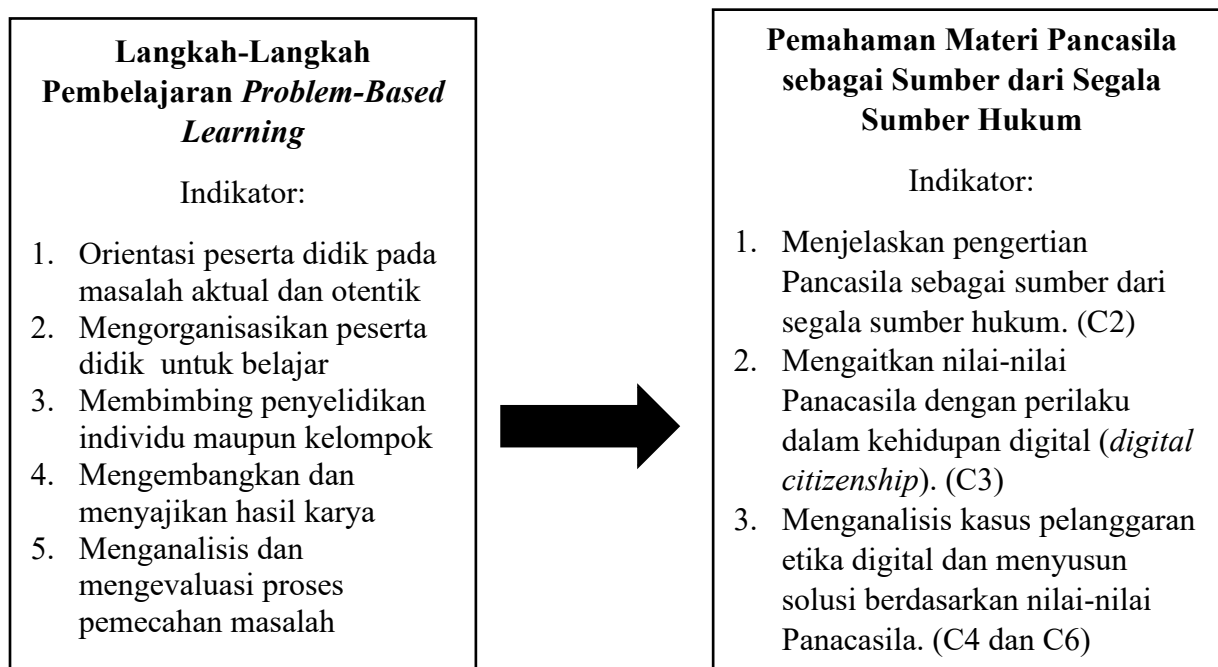 Langkah-Langkah
Pembelajaran Problem-Based
Learning
Indikator:
1. Orientasi peserta didik pada
masalah aktual dan otentik
2. Mengorganisasikan peserta
didik untuk belajar
3. Membimbing penyelidikan
individu maupun kelompok
4. Mengembangkan dan
menyajikan hasil karya
5. Menganalisis dan
mengevaluasi proses
pemecahan masalah
Pemahaman Materi Pancasila
sebagai Sumber dari Segala
Sumber Hukum
Indikator:
1. Menjelaskan pengertian
Pancasila sebagai sumber dari
segala sumber hukum. (C2)
2. Mengaitkan nilai-nilai
Panacasila dengan perilaku
dalam kehidupan digital (digital
citizenship). (C3)
3. Menganalisis kasus pelanggaran
etika digital dan menyusun
solusi berdasarkan nilai-nilai
Panacasila. (C4 dan C6)